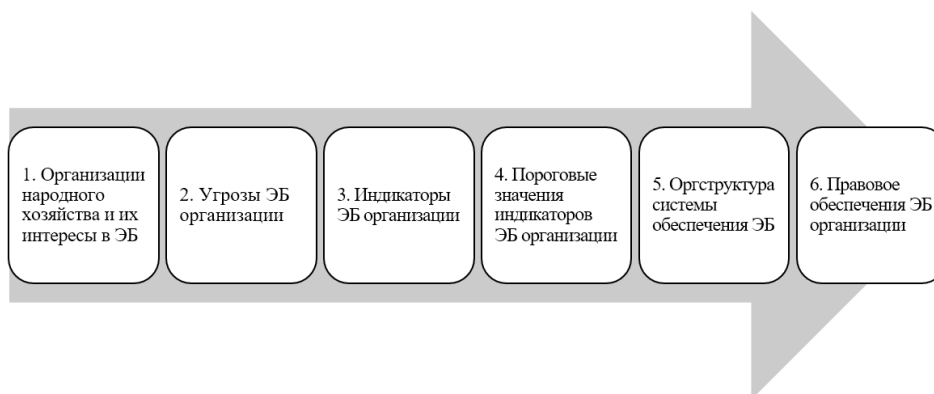 1. Организации
народного
хозяйства и их
интересы в ЭБ
2. Угрозы ЭБ
организации
3. Индикаторы
ЭБ организации
4. Пороговые
значения
индикаторов
ЭБ организации
5. Оргструктура
системы
обеспечения ЭБ
6. Правовое
обеспечения ЭБ
организации